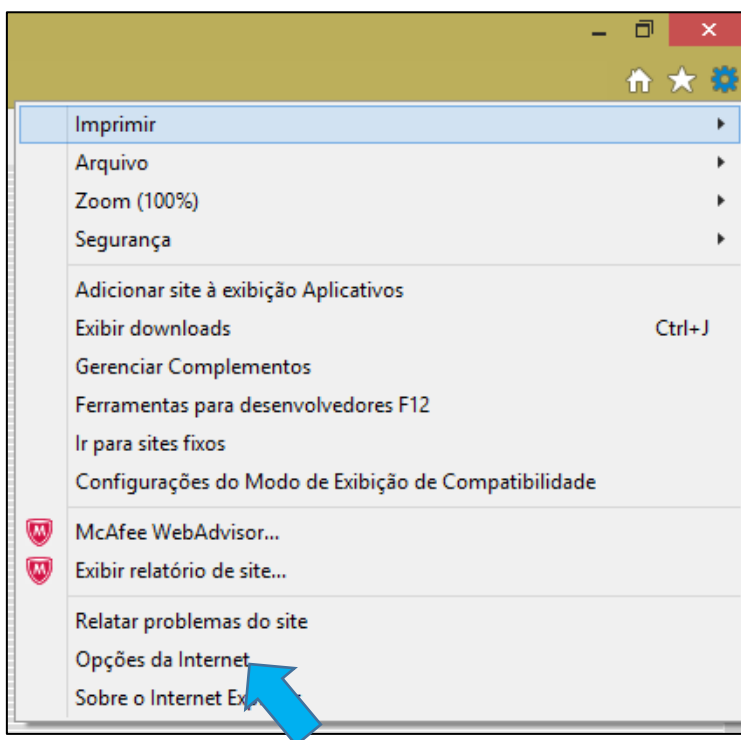 Imprimir
Arquivo
Zoom (100%)
Segurança
Adicionar site à exibição Aplicativos
Exibir downloads Ctrl+J
Gerenciar Complementos
Ferramentas para desenvolvedores F12
Ir para sites fixos
Configurações do Modo de Exibição de Compatibilidade
McAfee WebAdvisor...
Exibir relatório de site...
Relatar problemas do site
Opções da Internet
Sobre o Internet